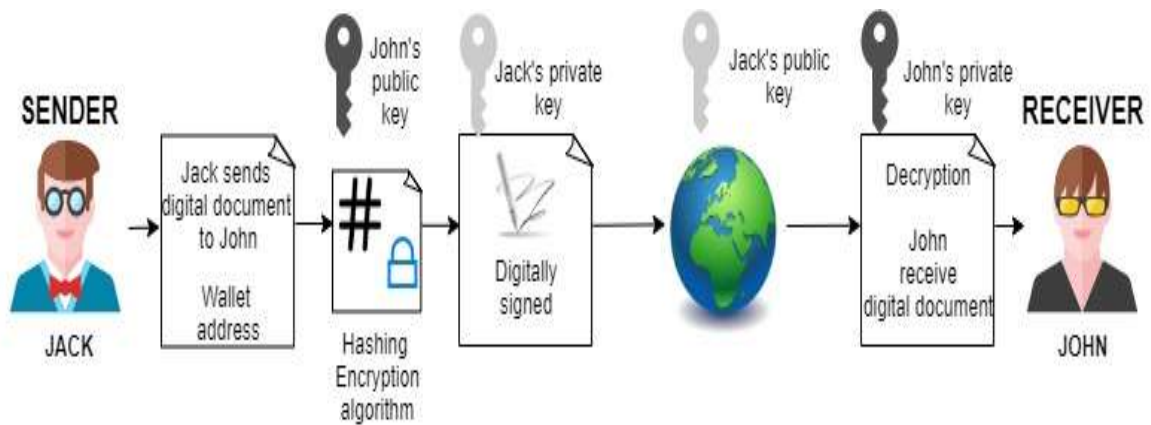 SENDER
JACK
Jack sends
digital document
to John
Wallet
address
John's
public
key
#
Hashing
Encryption
algorithm
Jack's private
key
Digitally
signed
Jack's public
key
John's private
key
Decryption
John
receive
digital document
RECEIVER
JOHN